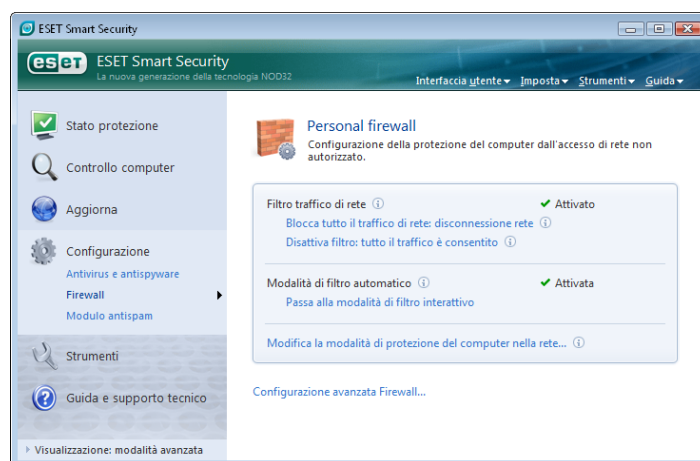 ESET Smart Security
eseT ESET Smart Security
La nuova generazione della tecnologia NOD32
Interfaccia utente Imposta Strumenti Guida
Stato protezione
Controllo computer
Aggiorna
Configurazione
Antivirus e antispyware
Firewall
Modulo antispam
Strumenti
Guida e supporto tecnico
Visualizzazione: modalità avanzata
Personal firewall
Configurazione della protezione del computer dall'accesso di rete non
autorizzato.
Filtro traffico di rete Attivato
Blocca tutto il traffico di rete: disconnessione rete
Disattiva filtro: tutto il traffico è consentito
Modalità di filtro automatico Attivata
Passa alla modalità di filtro interattivo
Modifica la modalità di protezione del computer nella rete...
Configurazione avanzata Firewall...